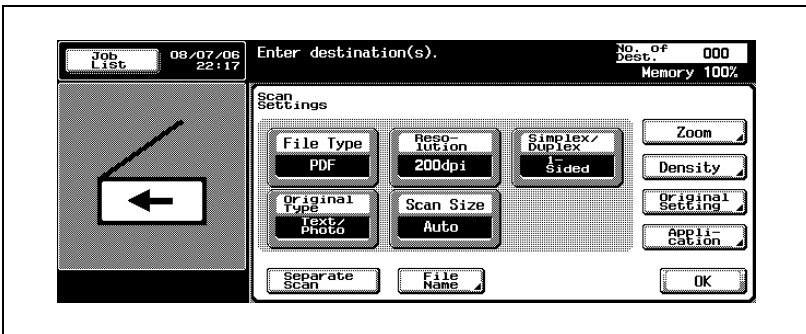 Job List
08/07/06
22:17
Enter destination(s).
No. of Dest. 000
Memory 100%
Scan
Settings
File Type
PDF
Reso-
lution
200dpi
Simplex/
Duplex
1-
Sided
Zoom
Density
Original
Type
Text/
Photo
Scan Size
Auto
Original
Setting
Appli-
cation
Separate
Scan
File
Name
OK